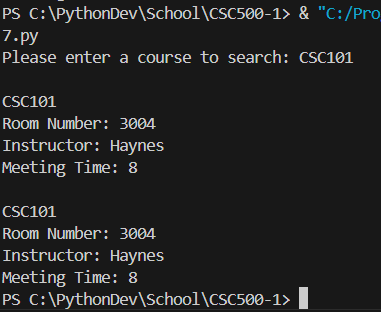 PS C:\PythonDev\School\CSC500-1> & "C:/Pro
7.py
Please enter a course to search: CSC101
CSC101
Room Number: 3004
Instructor: Haynes
Meeting Time: 8
CSC101
Room Number: 3004
Instructor: Haynes
Meeting Time: 8
PS C:\PythonDev\School\CSC500-1>